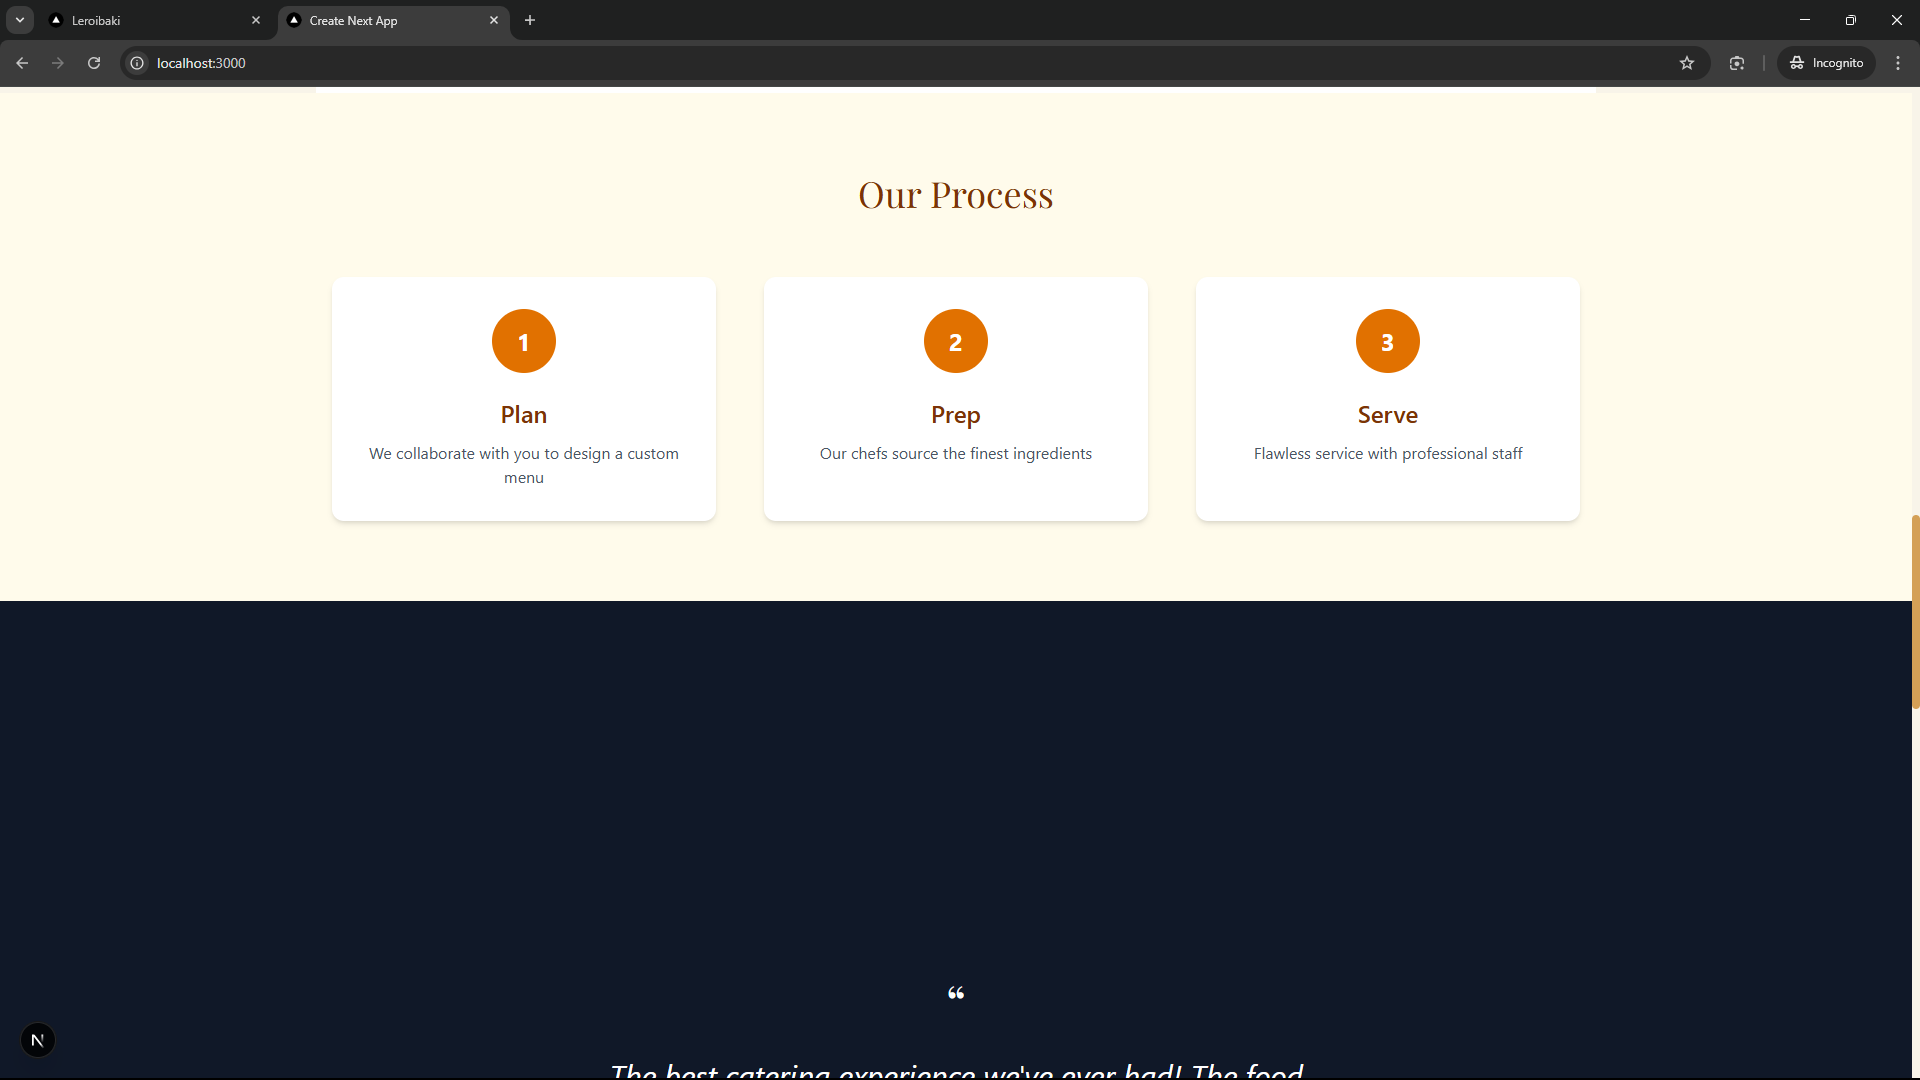 Leroibaki
Create Next App
localhost:3000
Incognito
Our Process
1
2
3
Plan
Prep
Serve
We collaborate with you to design a custom
menu
Our chefs source the finest ingredients
Flawless service with professional staff
“
N
The best catering experience we've ever had! The food